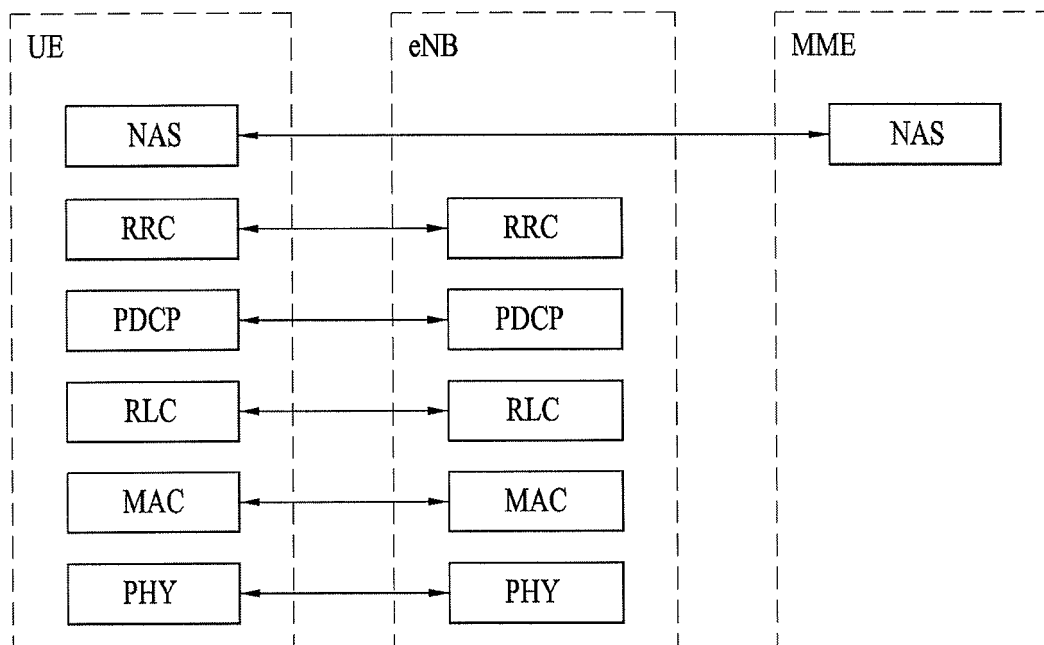 UE
eNB
MME
NAS
NAS
RRC
RRC
PDCP
PDCP
RLC
RLC
MAC
MAC
PHY
PHY